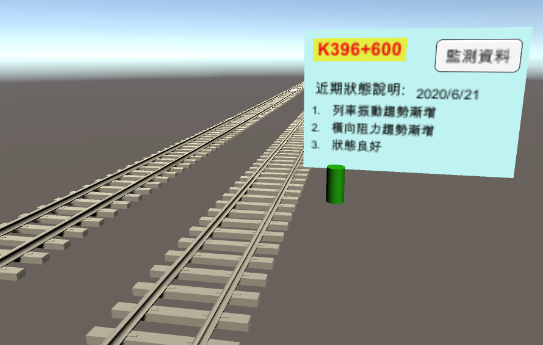 K396+600
監測資料
近期狀態說明: 2020/6/21
1. 列車振動趨勢漸增
2. 橫向阻力趨勢漸增
3. 狀態良好